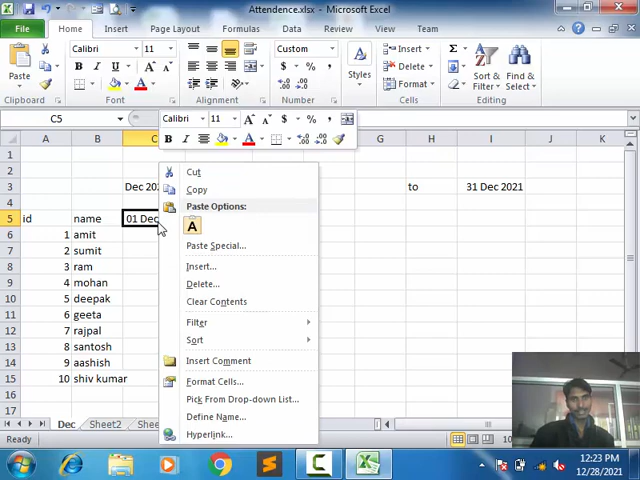 Attendence.xlsx - Microsoft Excel
File Home Insert Page Layout Formulas Data Review View
Paste
Clipboard
Calibri 11
B I U A
Font
Alignment
Custom
$ % ,
Number
Styles
Insert
Delete
Format
Cells
Σ
Sort & Filter
Find & Select
Editing
C5
Calibri 11 A A $ % ,
B I A
A B C G H I J K
1
2
3 Dec 202 to 31 Dec 2021
4
5 id name 01 Dec
6 1 amit
7 2 sumit
8 3 ram
9 4 mohan
10 5 deepak
11 6 geeta
12 7 rajpal
13 8 santosh
14 9 aashish
15 10 shiv kumar
16
17
Cut
Copy
Paste Options:
A
Paste Special...
Insert...
Delete...
Clear Contents
Filter
Sort
Insert Comment
Format Cells...
Pick From Drop-down List...
Define Name...
Hyperlink...
Dec Sheet2 Shee
Ready 10
12:23 PM
12/28/2021